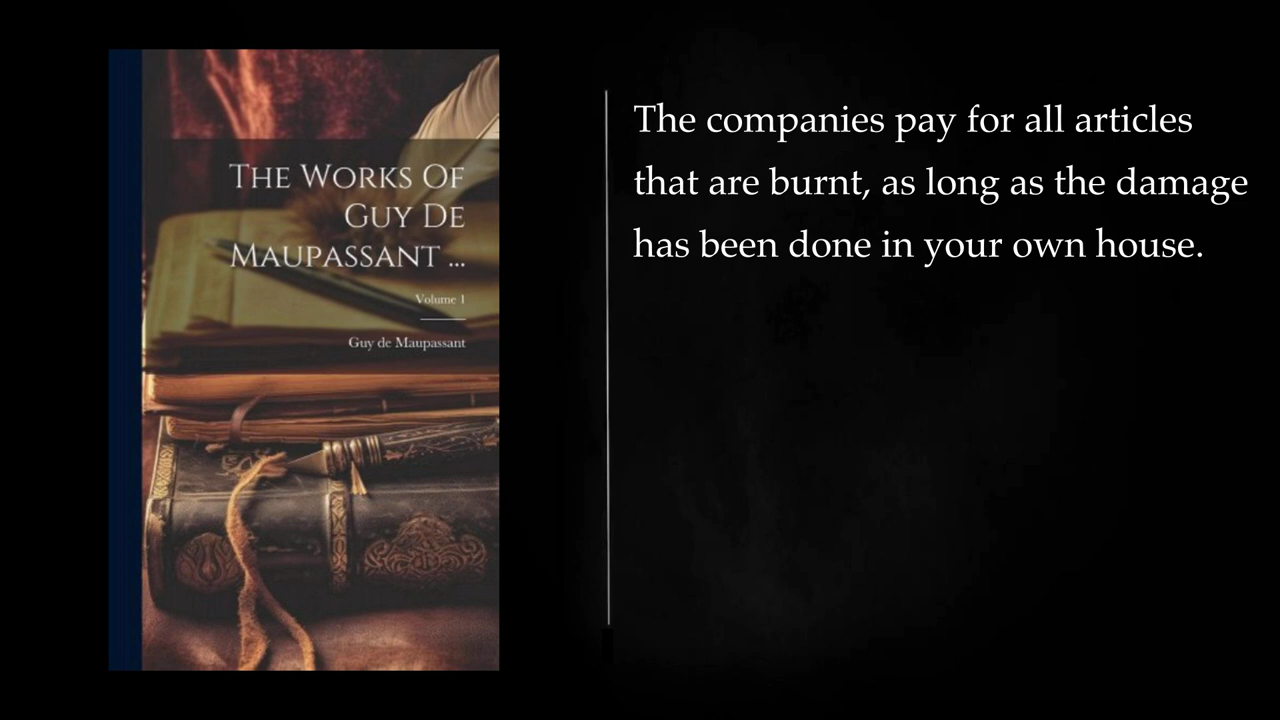 The Works Of
Guy De
Maupassant ...
Volume 1
Guy de Maupassant
The companies pay for all articles
that are burnt, as long as the damage
has been done in your own house.